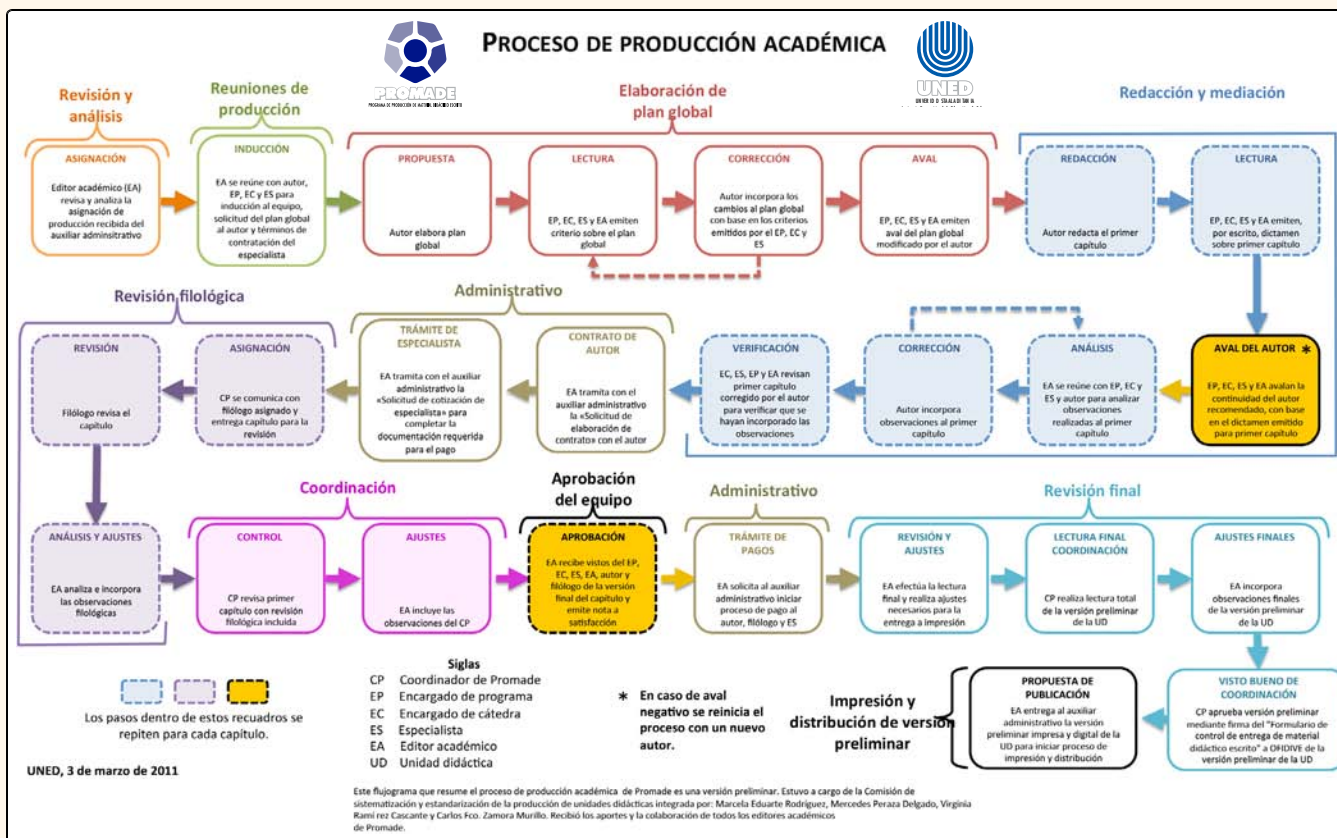 PROCESO DE PRODUCCIÓN ACADÉMICA
PROMADE
PROGRAMA DE PRODUCCIÓN DE MATERIAL DIDÁCTICO ESCRITO
UNED
Revisión y
análisis
ASIGNACIÓN
Editor académico (EA)
revisa y analiza la
asignación de
producción recibida del
auxiliar adminsitrativo
Reuniones de
producción
INDUCCIÓN
EA se reúne con autor,
EP, EC y ES para
inducción al equipo,
solicitud del plan global
al autor y términos de
contratación del
especialista
Elaboración de
plan global
PROPUESTA
Autor elabora plan
global
LECTURA
EP, EC, ES y EA emiten
criterio sobre el plan
global
CORRECCIÓN
Autor incorpora los
cambios al plan global
con base en los criterios
emitidos por el EP, EC y
ES
AVAL
EP, EC, ES y EA emiten
aval del plan global
modificado por el autor
Redacción y mediación
REDACCIÓN
Autor redacta el primer
capítulo
LECTURA
EP, EC, ES y EA emiten,
por escrito, dictamen
sobre primer capítulo
AVAL DEL AUTOR *
EP, EC, ES y EA avalan la
continuidad del autor
recomendado, con base
en el dictamen emitido
para primer capítulo
ANÁLISIS
EA se reúne con EP, EC y
ES y autor para analizar
observaciones
realizadas al primer
capítulo
CORRECCIÓN
Autor incorpora
observaciones al primer
capítulo
VERIFICACIÓN
EC, ES, EP y EA revisan
primer capítulo
corregido por el autor
para verificar que se
hayan incorporado las
observaciones
Administrativo
CONTRATO DE
AUTOR
EA tramita con el
auxiliar administrativo
la «Solicitud de
elaboración de
contrato» con el autor
TRÁMITE DE
ESPECIALISTA
EA tramita con el auxiliar
administrativo la
«Solicitud de cotización de
especialista» para
completar la
documentación requerida
para el pago
Revisión filológica
ASIGNACIÓN
CP se comunica con
filólogo asignado y
entrega capítulo para la
revisión
REVISIÓN
Filólogo revisa el
capítulo
ANÁLISIS Y AJUSTES
EA analiza e incorpora
las observaciones
filológicas
Coordinación
CONTROL
CP revisa primer
capítulo con revisión
filológica incluida
AJUSTES
EA incluye las
observaciones del CP
Aprobación
del equipo
APROBACIÓN
EA recibe vistos del EP,
EC, ES, EA, autor y
filólogo de la versión
final del capítulo y
emite nota a
satisfacción
Administrativo
TRÁMITE DE
PAGOS
EA solicita al auxiliar
administrativo iniciar
proceso de pago al
autor, filólogo y ES
Revisión final
REVISIÓN Y
AJUSTES
EA efectúa la lectura
final y realiza ajustes
necesarios para la
entrega a impresión
LECTURA FINAL
COORDINACIÓN
CP realiza lectura total
de la versión preliminar
de la UD
AJUSTES FINALES
EA incorpora
observaciones finales
de la versión preliminar
de la UD
VISTO BUENO DE
COORDINACIÓN
CP aprueba versión preliminar
mediante firma del "Formulario de
control de entrega de material
didáctico escrito" a OFIDIVE de la
versión preliminar de la UD
PROPUESTA DE
PUBLICACIÓN
EA entrega al auxiliar
administrativo la versión
preliminar impresa y digital de la
UD para iniciar proceso de
impresión y distribución
Impresión y
distribución de versión
preliminar
Los pasos dentro de estos recuadros se
repiten para cada capítulo.
UNED, 3 de marzo de 2011
Siglas
CP Coordinador de Promade
EP Encargado de programa
EC Encargado de cátedra
ES Especialista
EA Editor académico
UD Unidad didáctica
* En caso de aval
negativo se reinicia el
proceso con un nuevo
autor.
Este flujograma que resume el proceso de producción académica de Promade es una versión preliminar. Estuvo a cargo de la Comisión de
sistematización y estandarización de la producción de unidades didácticas integrada por: Marcela Eduarte Rodríguez, Mercedes Peraza Delgado, Virginia
Ramí rez Cascante y Carlos Fco. Zamora Murillo. Recibió los aportes y la colaboración de todos los editores académicos
de Promade.